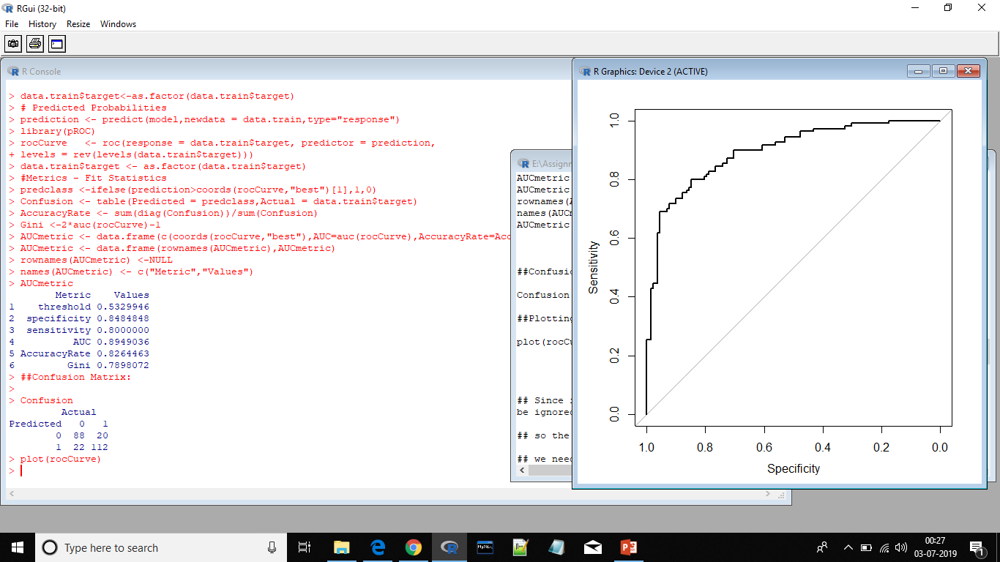 RGui (32-bit)
File History Resize Windows
R Console
> data.train$target<-as.factor(data.train$target)
> # Predicted Probabilities
> prediction <- predict(model,newdata = data.train,type="response")
> library(pROC)
> rocCurve   <- roc(response = data.train$target, predictor = prediction,
+ levels = rev(levels(data.train$target)))
> data.train$target <- as.factor(data.train$target)
> #Metrics - Fit Statistics
> predclass <-ifelse(prediction>coords(rocCurve,"best")[1],1,0)
> Confusion <- table(Predicted = predclass,Actual = data.train$target)
> AccuracyRate <- sum(diag(Confusion))/sum(Confusion)
> Gini <-2*auc(rocCurve)-1
> AUCmetric <- data.frame(c(coords(rocCurve,"best"),AUC=auc(rocCurve),AccuracyRate=Acc
> AUCmetric <- data.frame(rownames(AUCmetric),AUCmetric)
> rownames(AUCmetric) <-NULL
> names(AUCmetric) <- c("Metric","Values")
> AUCmetric
        Metric    Values
1    threshold 0.5329946
2  specificity 0.8484848
3  sensitivity 0.8000000
4          AUC 0.8949036
5 AccuracyRate 0.8264463
6         Gini 0.7898072
> ##Confusion Matrix:
>
> Confusion
         Actual
Predicted   0   1
        0  88  20
        1  22 112
> plot(rocCurve)
>
E:\Assignm
AUCmetric
AUCmetric
rownames(A
names(AUCm
AUCmetric
##Confusio
Confusion
##Plotting
plot(rocCu
## Since i
be ignored
## so the
## we need
R Graphics: Device 2 (ACTIVE)
1.0
0.8
0.6
0.4
0.2
0.0
Sensitivity
1.0 0.8 0.6 0.4 0.2 0.0
Specificity
Type here to search
MySQL
00:27
03-07-2019
1